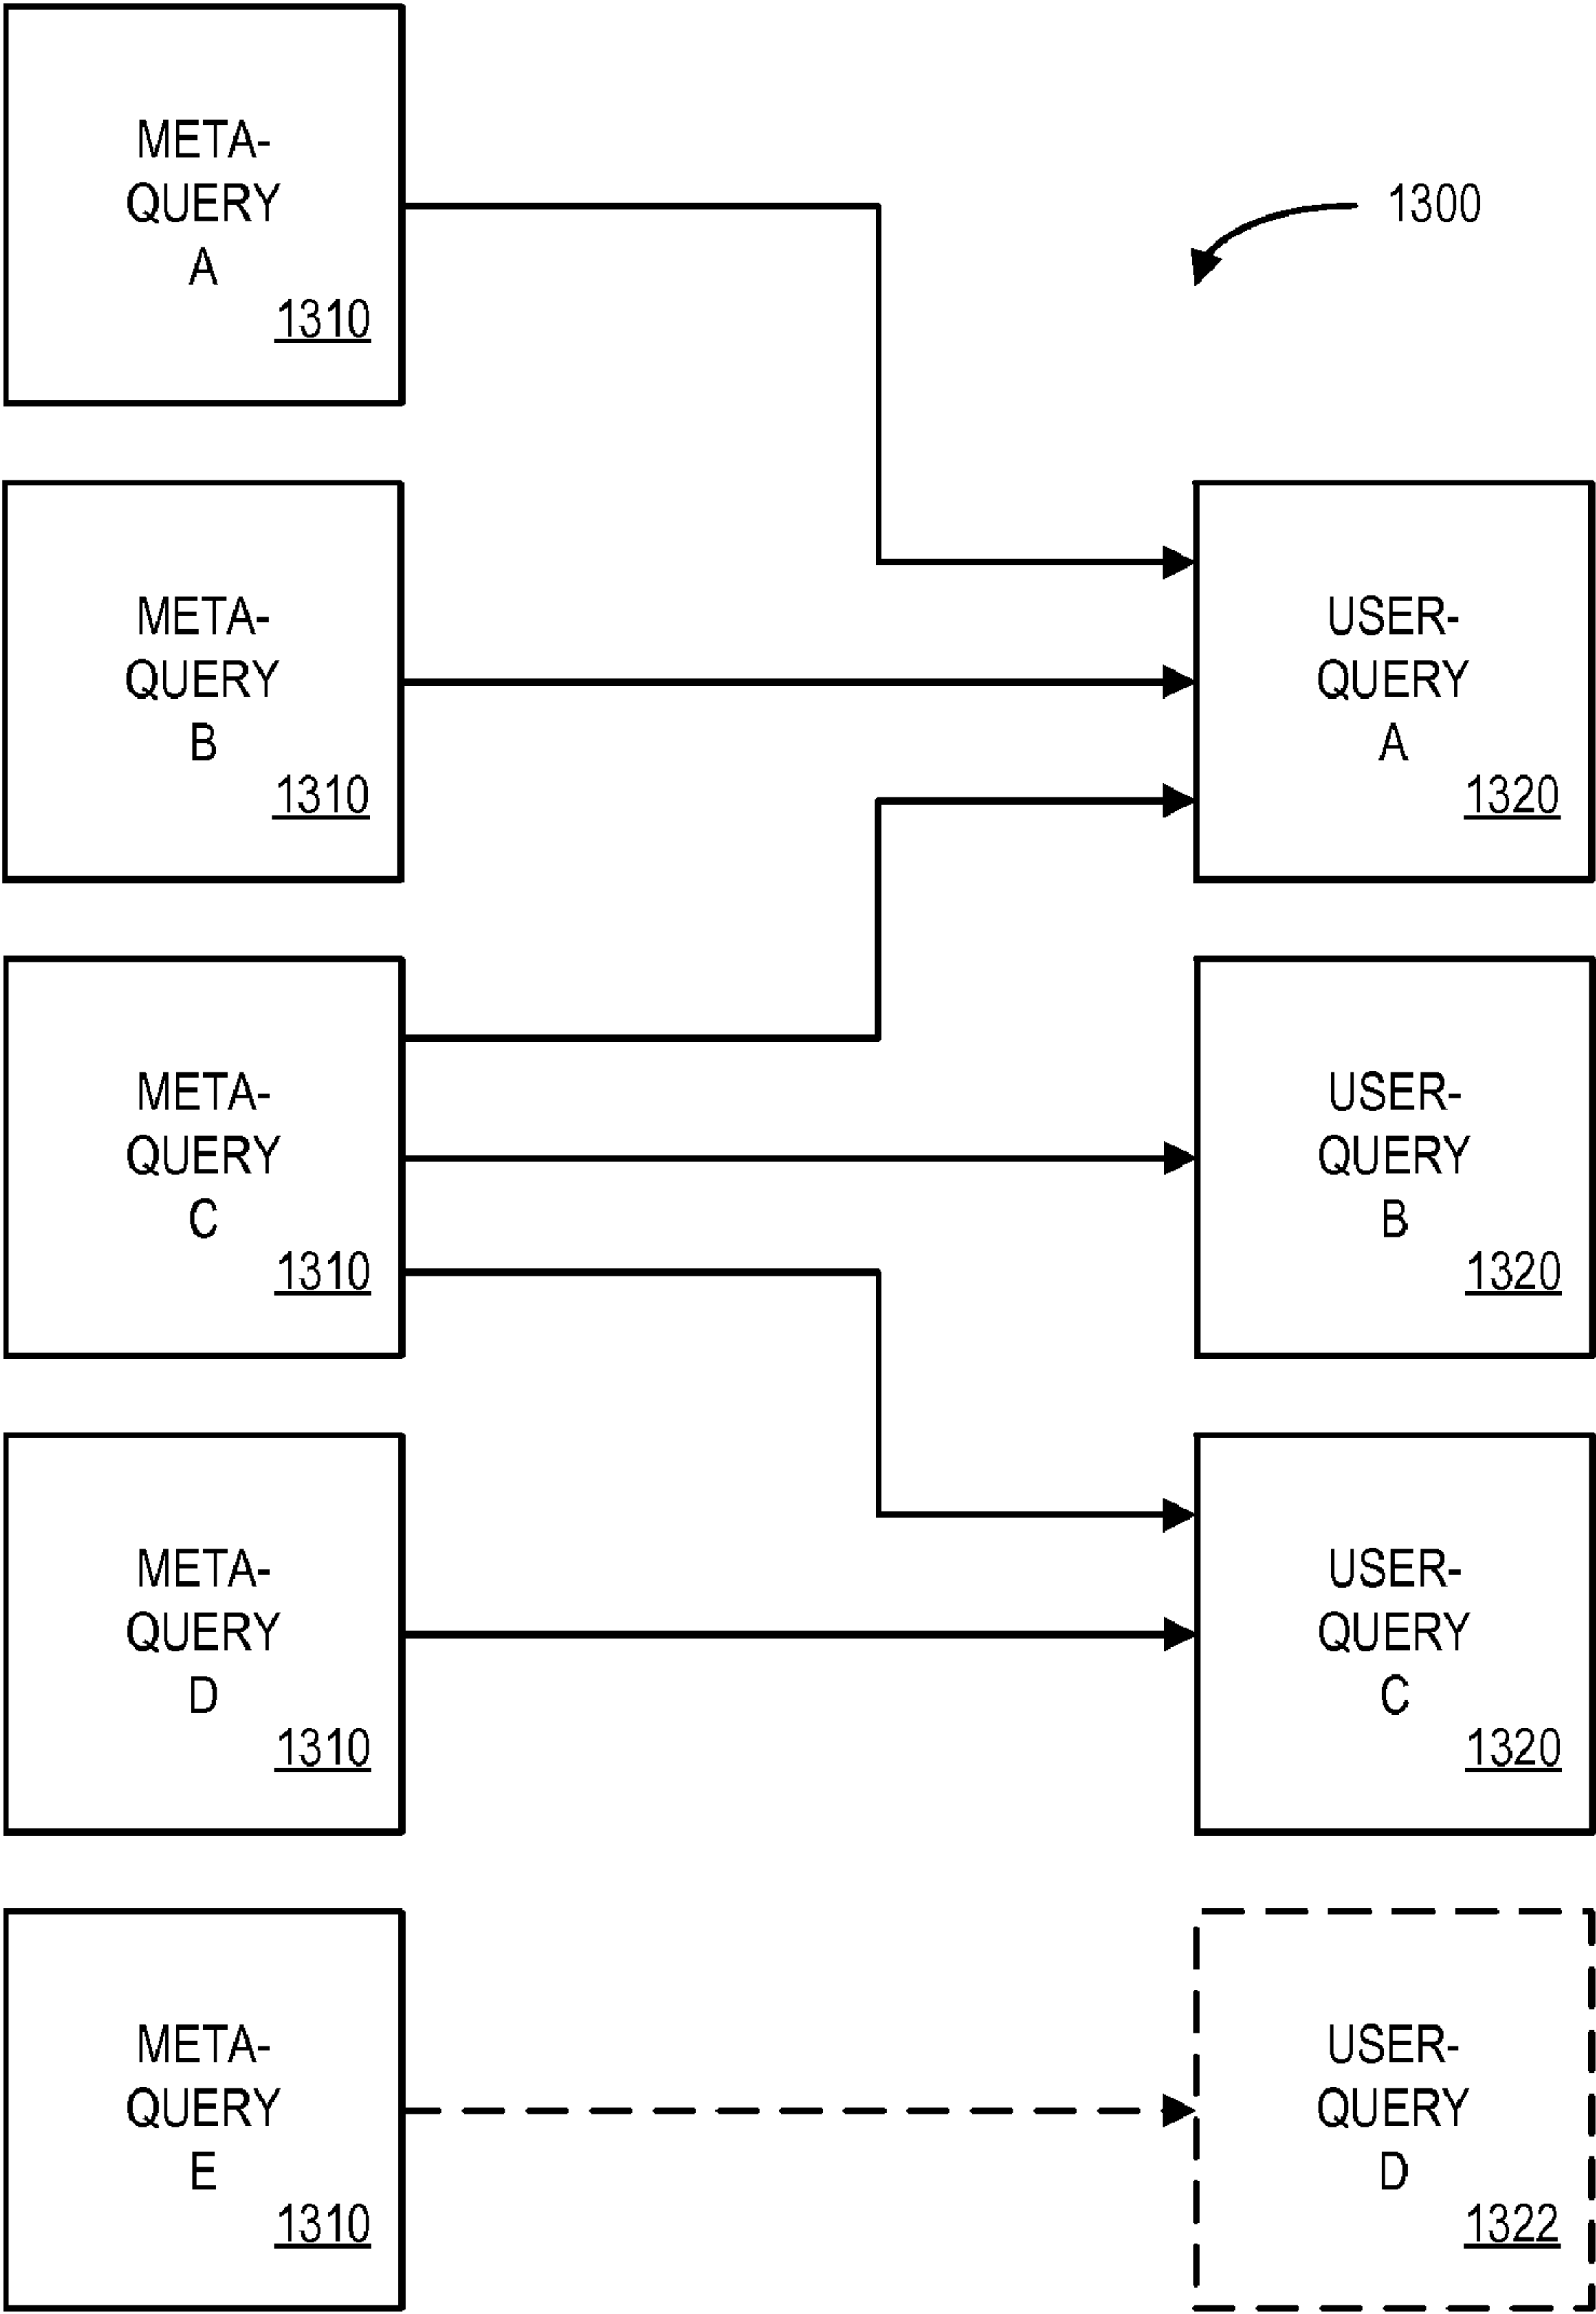 META-
QUERY
A
1310
1300
META-
QUERY
B
1310
USER-
QUERY
A
1320
META-
QUERY
C
1310
USER-
QUERY
B
1320
META-
QUERY
D
1310
USER-
QUERY
C
1320
META-
QUERY
E
1310
USER-
QUERY
D
1322